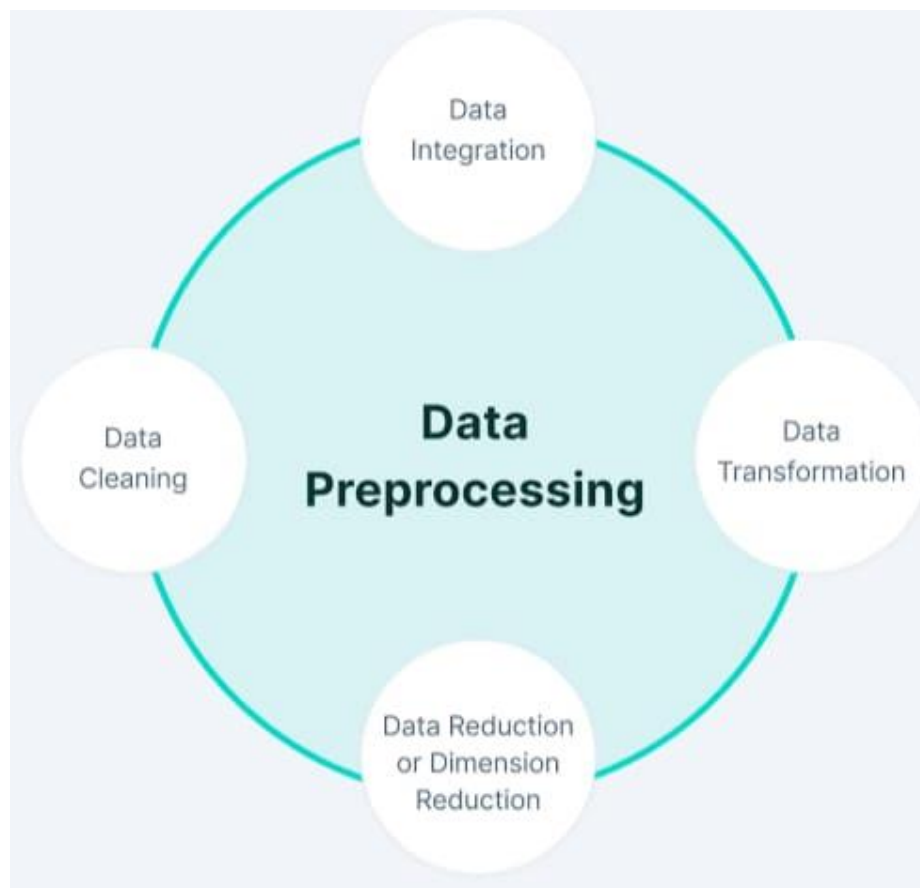 Data
Integration
Data
Cleaning
Data
Preprocessing
Data
Transformation
Data Reduction
or Dimension
Reduction